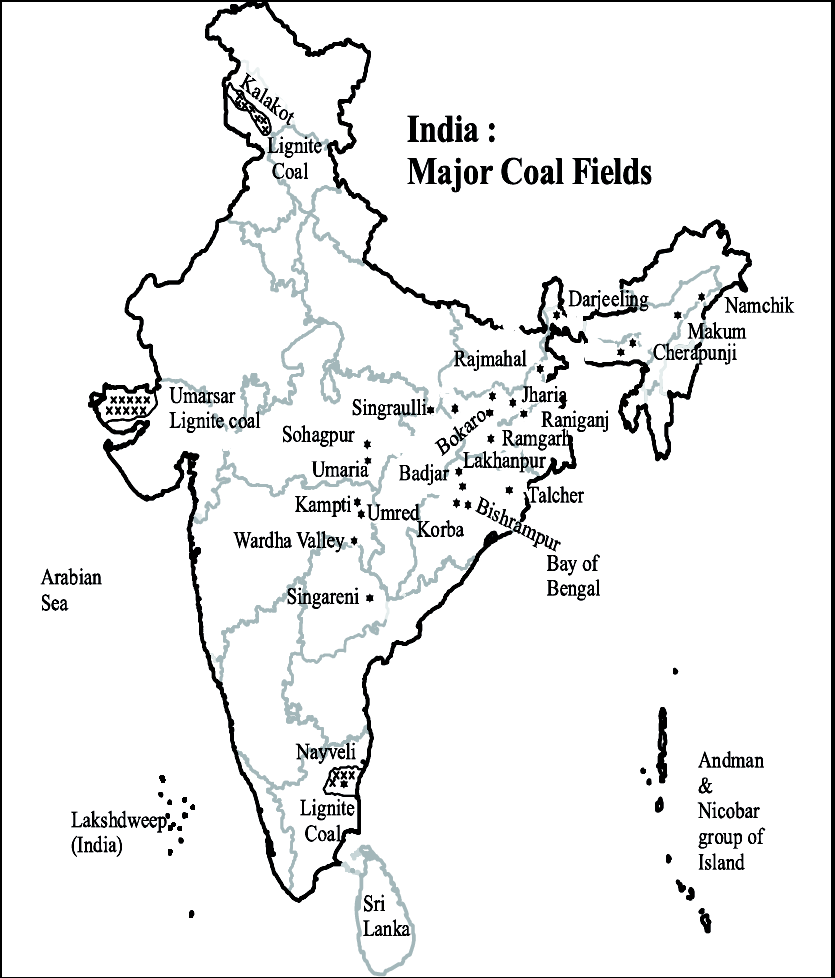 Kalakot
India :
Major Coal Fields
Lignite
Coal
Darjeeling
Namchik
Makum
Cherapunji
Rajmahal
Umarsar
Lignite coal
Singraulli
Jharia
Bokaro
Raniganj
Sohagpur
Ramgarh
Umaria
Badjar
Lakhanpur
Kampti
Umred
Talcher
Korba
Bishrampur
Wardha Valley
Bay of
Bengal
Arabian
Sea
Singareni
Nayveli
Lignite
Coal
Andman
&
Nicobar
group of
Island
Lakshdweep
(India)
Sri
Lanka